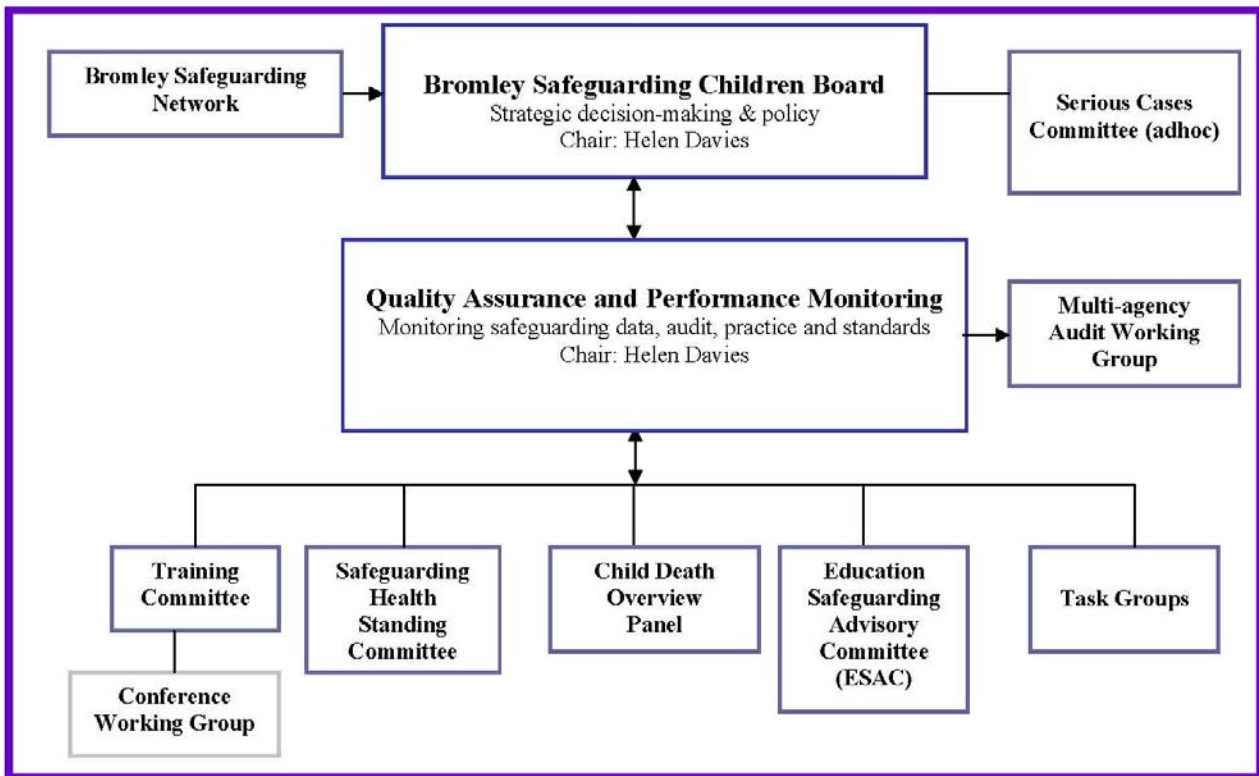 Bromley Safeguarding
Network
Bromley Safeguarding Children Board
Strategic decision-making & policy
Chair: Helen Davies
Serious Cases
Committee (adhoc)
Quality Assurance and Performance Monitoring
Monitoring safeguarding data, audit, practice and standards
Chair: Helen Davies
Multi-agency
Audit Working
Group
Training
Committee
Safeguarding
Health
Standing
Committee
Child Death
Overview
Panel
Education
Safeguarding
Advisory
Committee
(ESAC)
Task Groups
Conference
Working Group